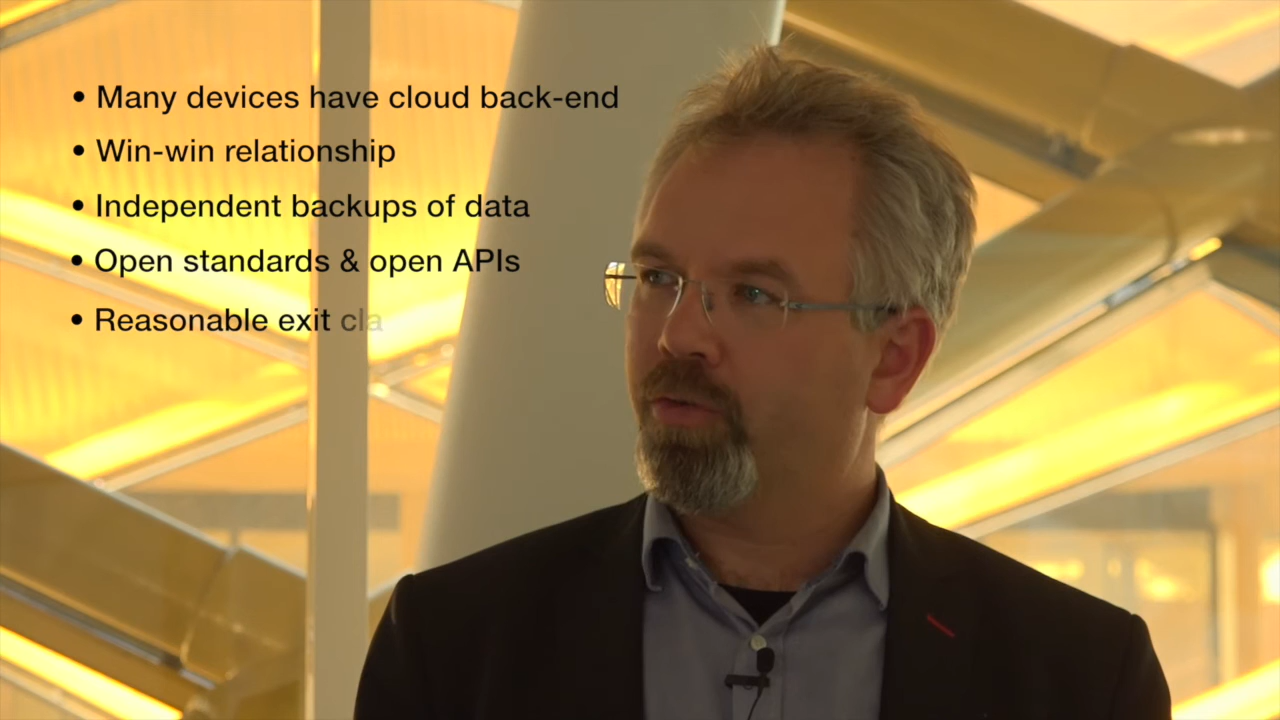 • Many devices have cloud back-end
• Win-win relationship
• Independent backups of data
• Open standards & open APIs
• Reasonable exit cla